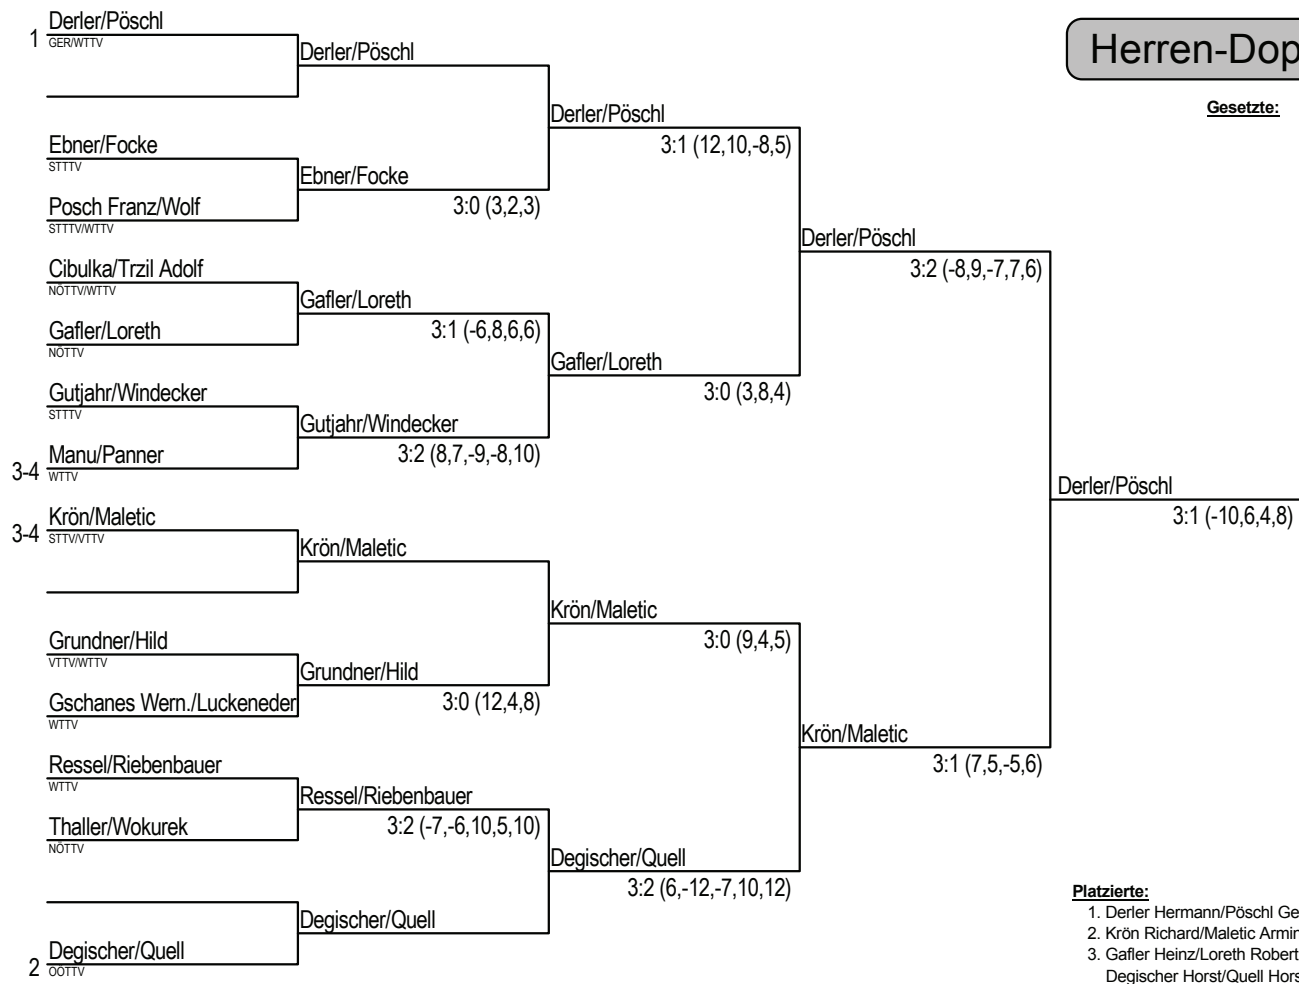 Herren-Dop
Gesetzte:
1 Derler/Pöschl
GER/WTTV
Ebner/Focke
STTTV
Posch Franz/Wolf
STTTV/WTTV
Cibulka/Trzil Adolf
NÖTTV/WTTV
Gafler/Loreth
NÖTTV
Gutjahr/Windecker
STTTV
3-4 Manu/Panner
WTTV
3-4 Krön/Maletic
STTV/VTTV
Grundner/Hild
VTTV/WTTV
Gschanes Wern./Luckeneder
WTTV
Ressel/Riebenbauer
WTTV
Thaller/Wokurek
NÖTTV
2 Degischer/Quell
OÖTTV
Derler/Pöschl
Ebner/Focke
3:0 (3,2,3)
Gafler/Loreth
3:1 (-6,8,6,6)
Gutjahr/Windecker
3:2 (8,7,-9,-8,10)
Krön/Maletic
Grundner/Hild
3:0 (12,4,8)
Ressel/Riebenbauer
3:2 (-7,-6,10,5,10)
Degischer/Quell
Derler/Pöschl
3:1 (12,10,-8,5)
Gafler/Loreth
3:0 (3,8,4)
Krön/Maletic
3:0 (9,4,5)
Degischer/Quell
3:2 (6,-12,-7,10,12)
Derler/Pöschl
3:2 (-8,9,-7,7,6)
Krön/Maletic
3:1 (7,5,-5,6)
Derler/Pöschl
3:1 (-10,6,4,8)
Platzierte:
1. Derler Hermann/Pöschl Ge
2. Krön Richard/Maletic Armin
3. Gafler Heinz/Loreth Robert
Degischer Horst/Quell Hors